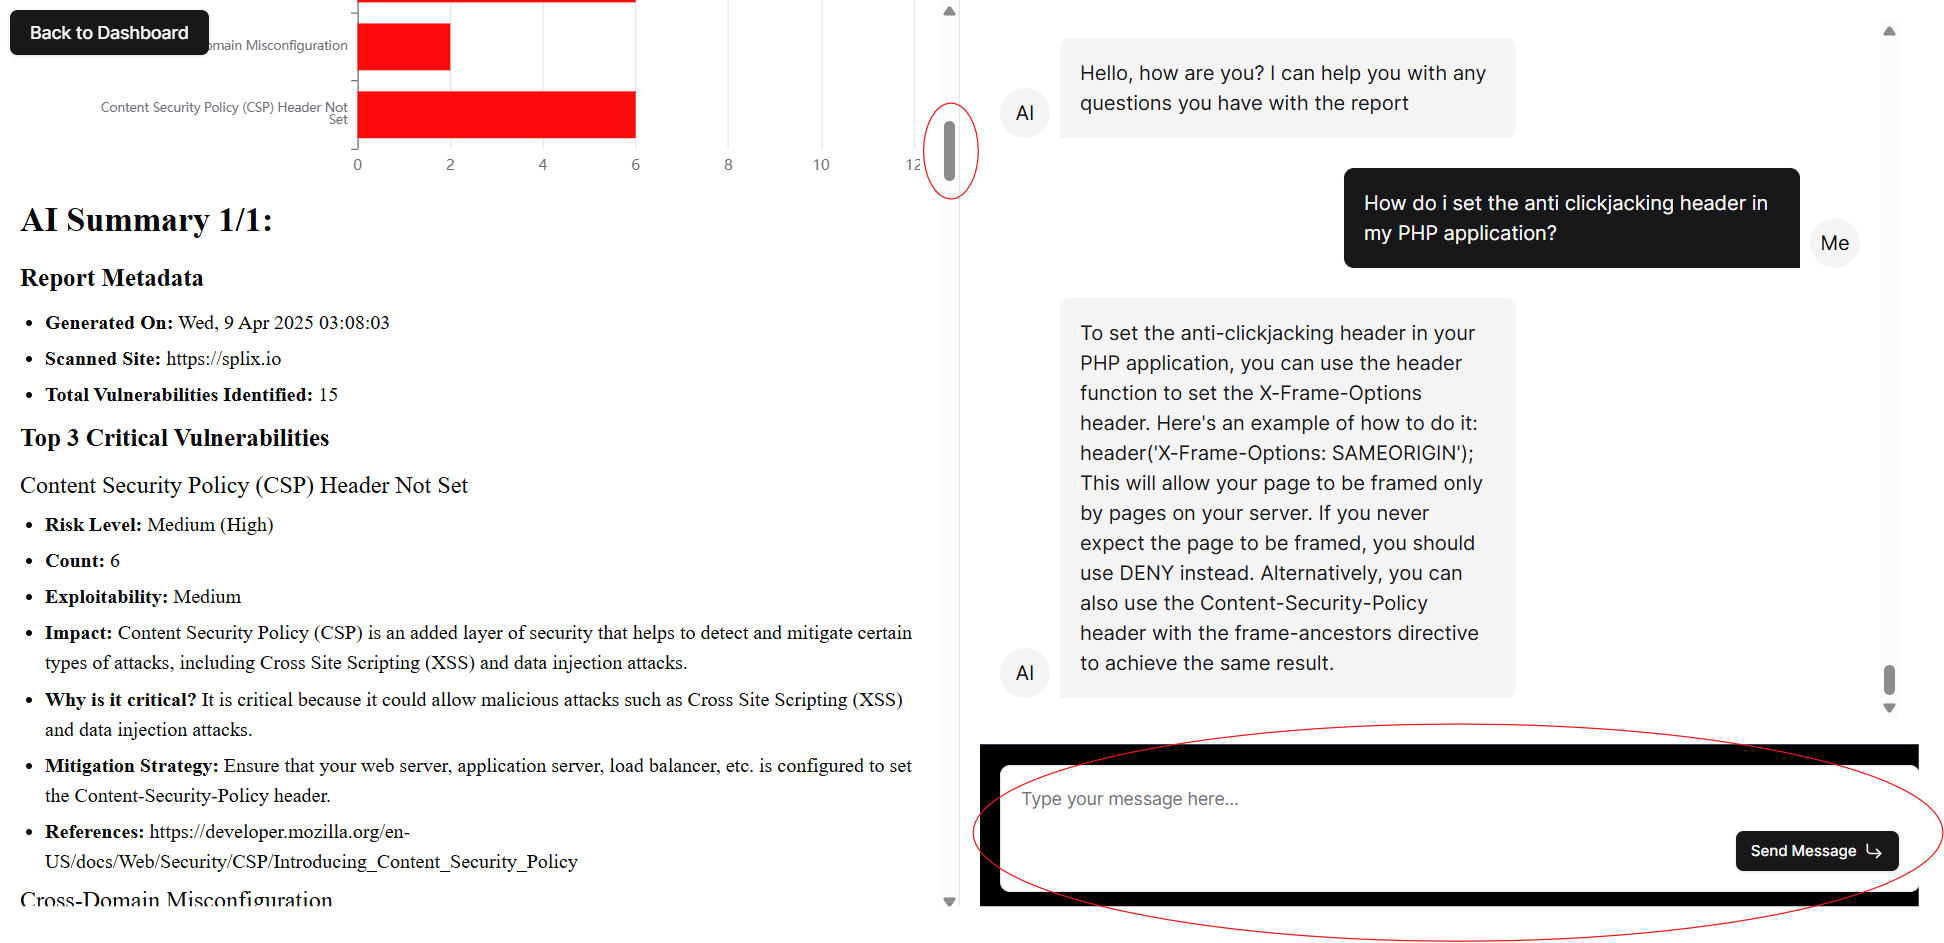 Back to Dashboard
omain Misconfiguration
Content Security Policy (CSP) Header Not
Set
0 2 4 6 8 10 12
AI Summary 1/1:
Report Metadata
• Generated On: Wed, 9 Apr 2025 03:08:03
• Scanned Site: https://splix.io
• Total Vulnerabilities Identified: 15
Top 3 Critical Vulnerabilities
Content Security Policy (CSP) Header Not Set
• Risk Level: Medium (High)
• Count: 6
• Exploitability: Medium
• Impact: Content Security Policy (CSP) is an added layer of security that helps to detect and mitigate certain
types of attacks, including Cross Site Scripting (XSS) and data injection attacks.
• Why is it critical? It is critical because it could allow malicious attacks such as Cross Site Scripting (XSS)
and data injection attacks.
• Mitigation Strategy: Ensure that your web server, application server, load balancer, etc. is configured to set
the Content-Security-Policy header.
• References: https://developer.mozilla.org/en-
US/docs/Web/Security/CSP/Introducing_Content_Security_Policy
Cross-Domain Misconfiguration
Hello, how are you? I can help you with any
questions you have with the report
AI
How do i set the anti clickjacking header in
my PHP application?
Me
To set the anti-clickjacking header in your
PHP application, you can use the header
function to set the X-Frame-Options
header. Here's an example of how to do it:
header('X-Frame-Options: SAMEORIGIN');
This will allow your page to be framed only
by pages on your server. If you never
expect the page to be framed, you should
use DENY instead. Alternatively, you can
also use the Content-Security-Policy
header with the frame-ancestors directive
to achieve the same result.
AI
Type your message here...
Send Message